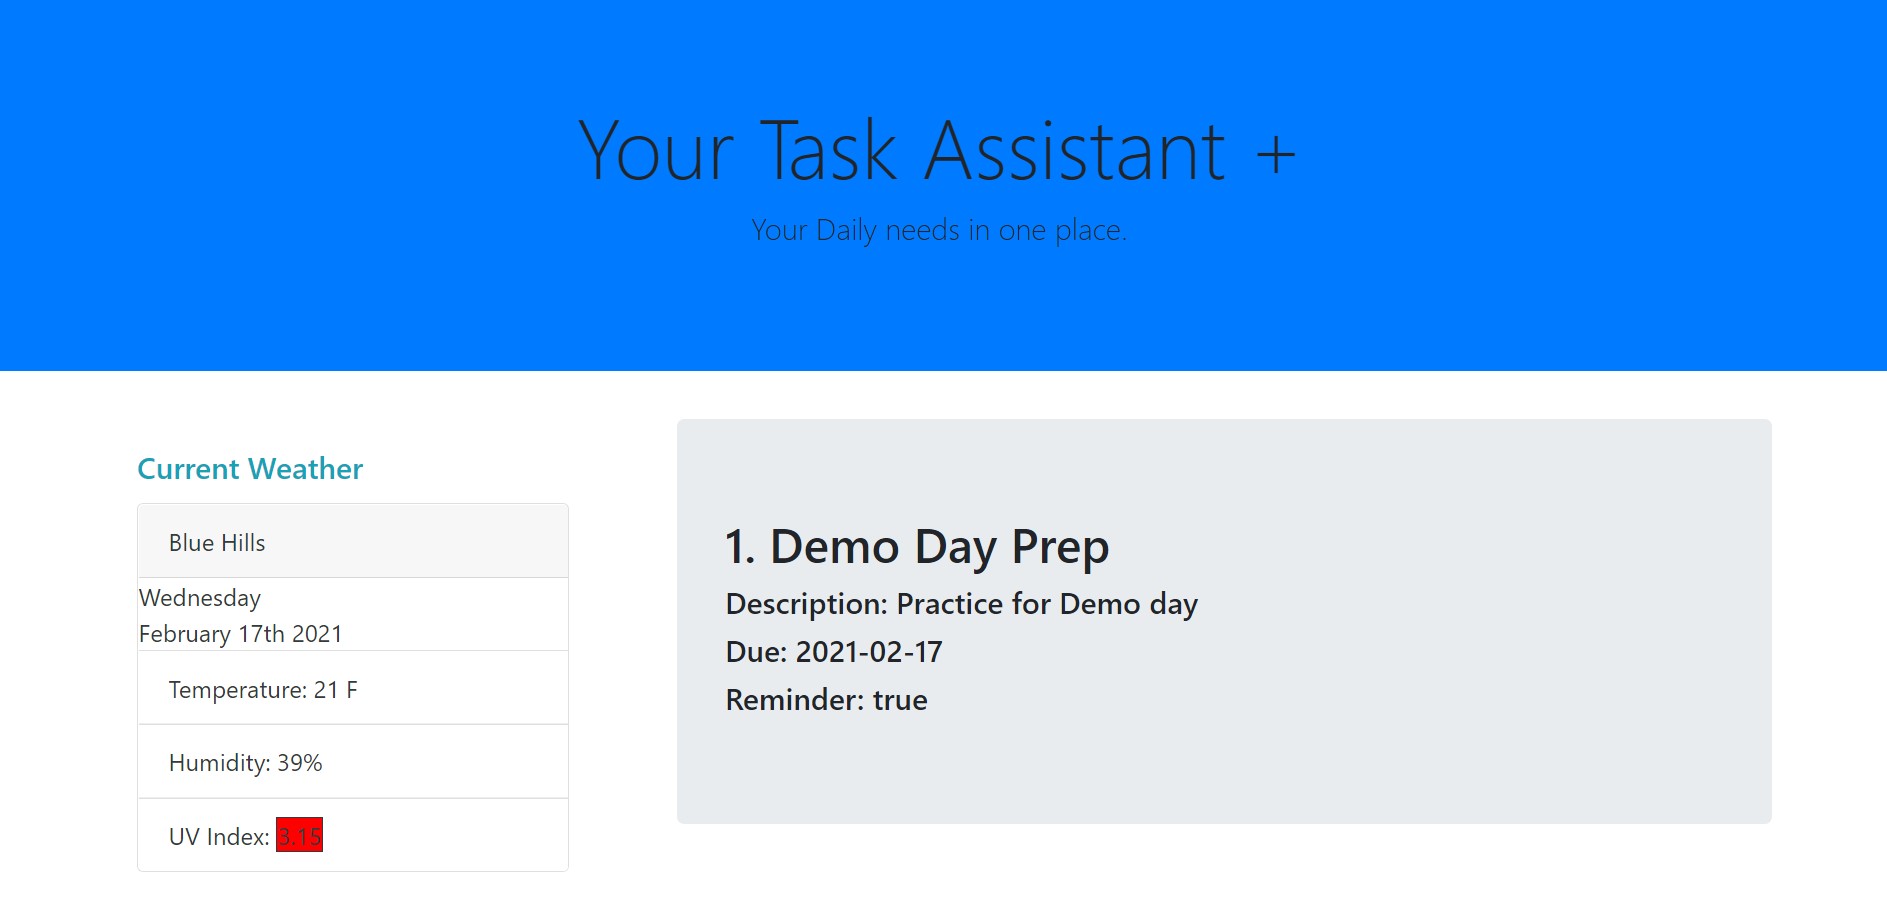 Your Task Assistant +
Your Daily needs in one place.
Current Weather
Blue Hills
Wednesday
February 17th 2021
Temperature: 21 F
Humidity: 39%
UV Index: 3.15
1. Demo Day Prep
Description: Practice for Demo day
Due: 2021-02-17
Reminder: true